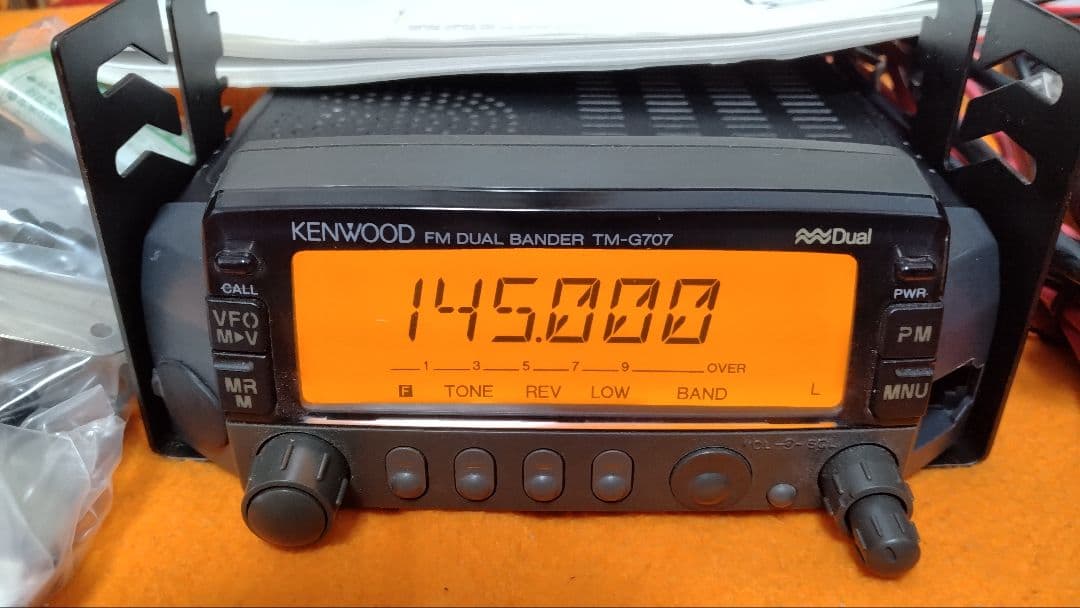 KENWOOD FM DUAL BANDER TM-G707
Dual
CALL
VFO
M▶V
MR
M
145.000
1 3 5 7 9 OVER
F TONE REV LOW BAND L
PWR
PM
MNU